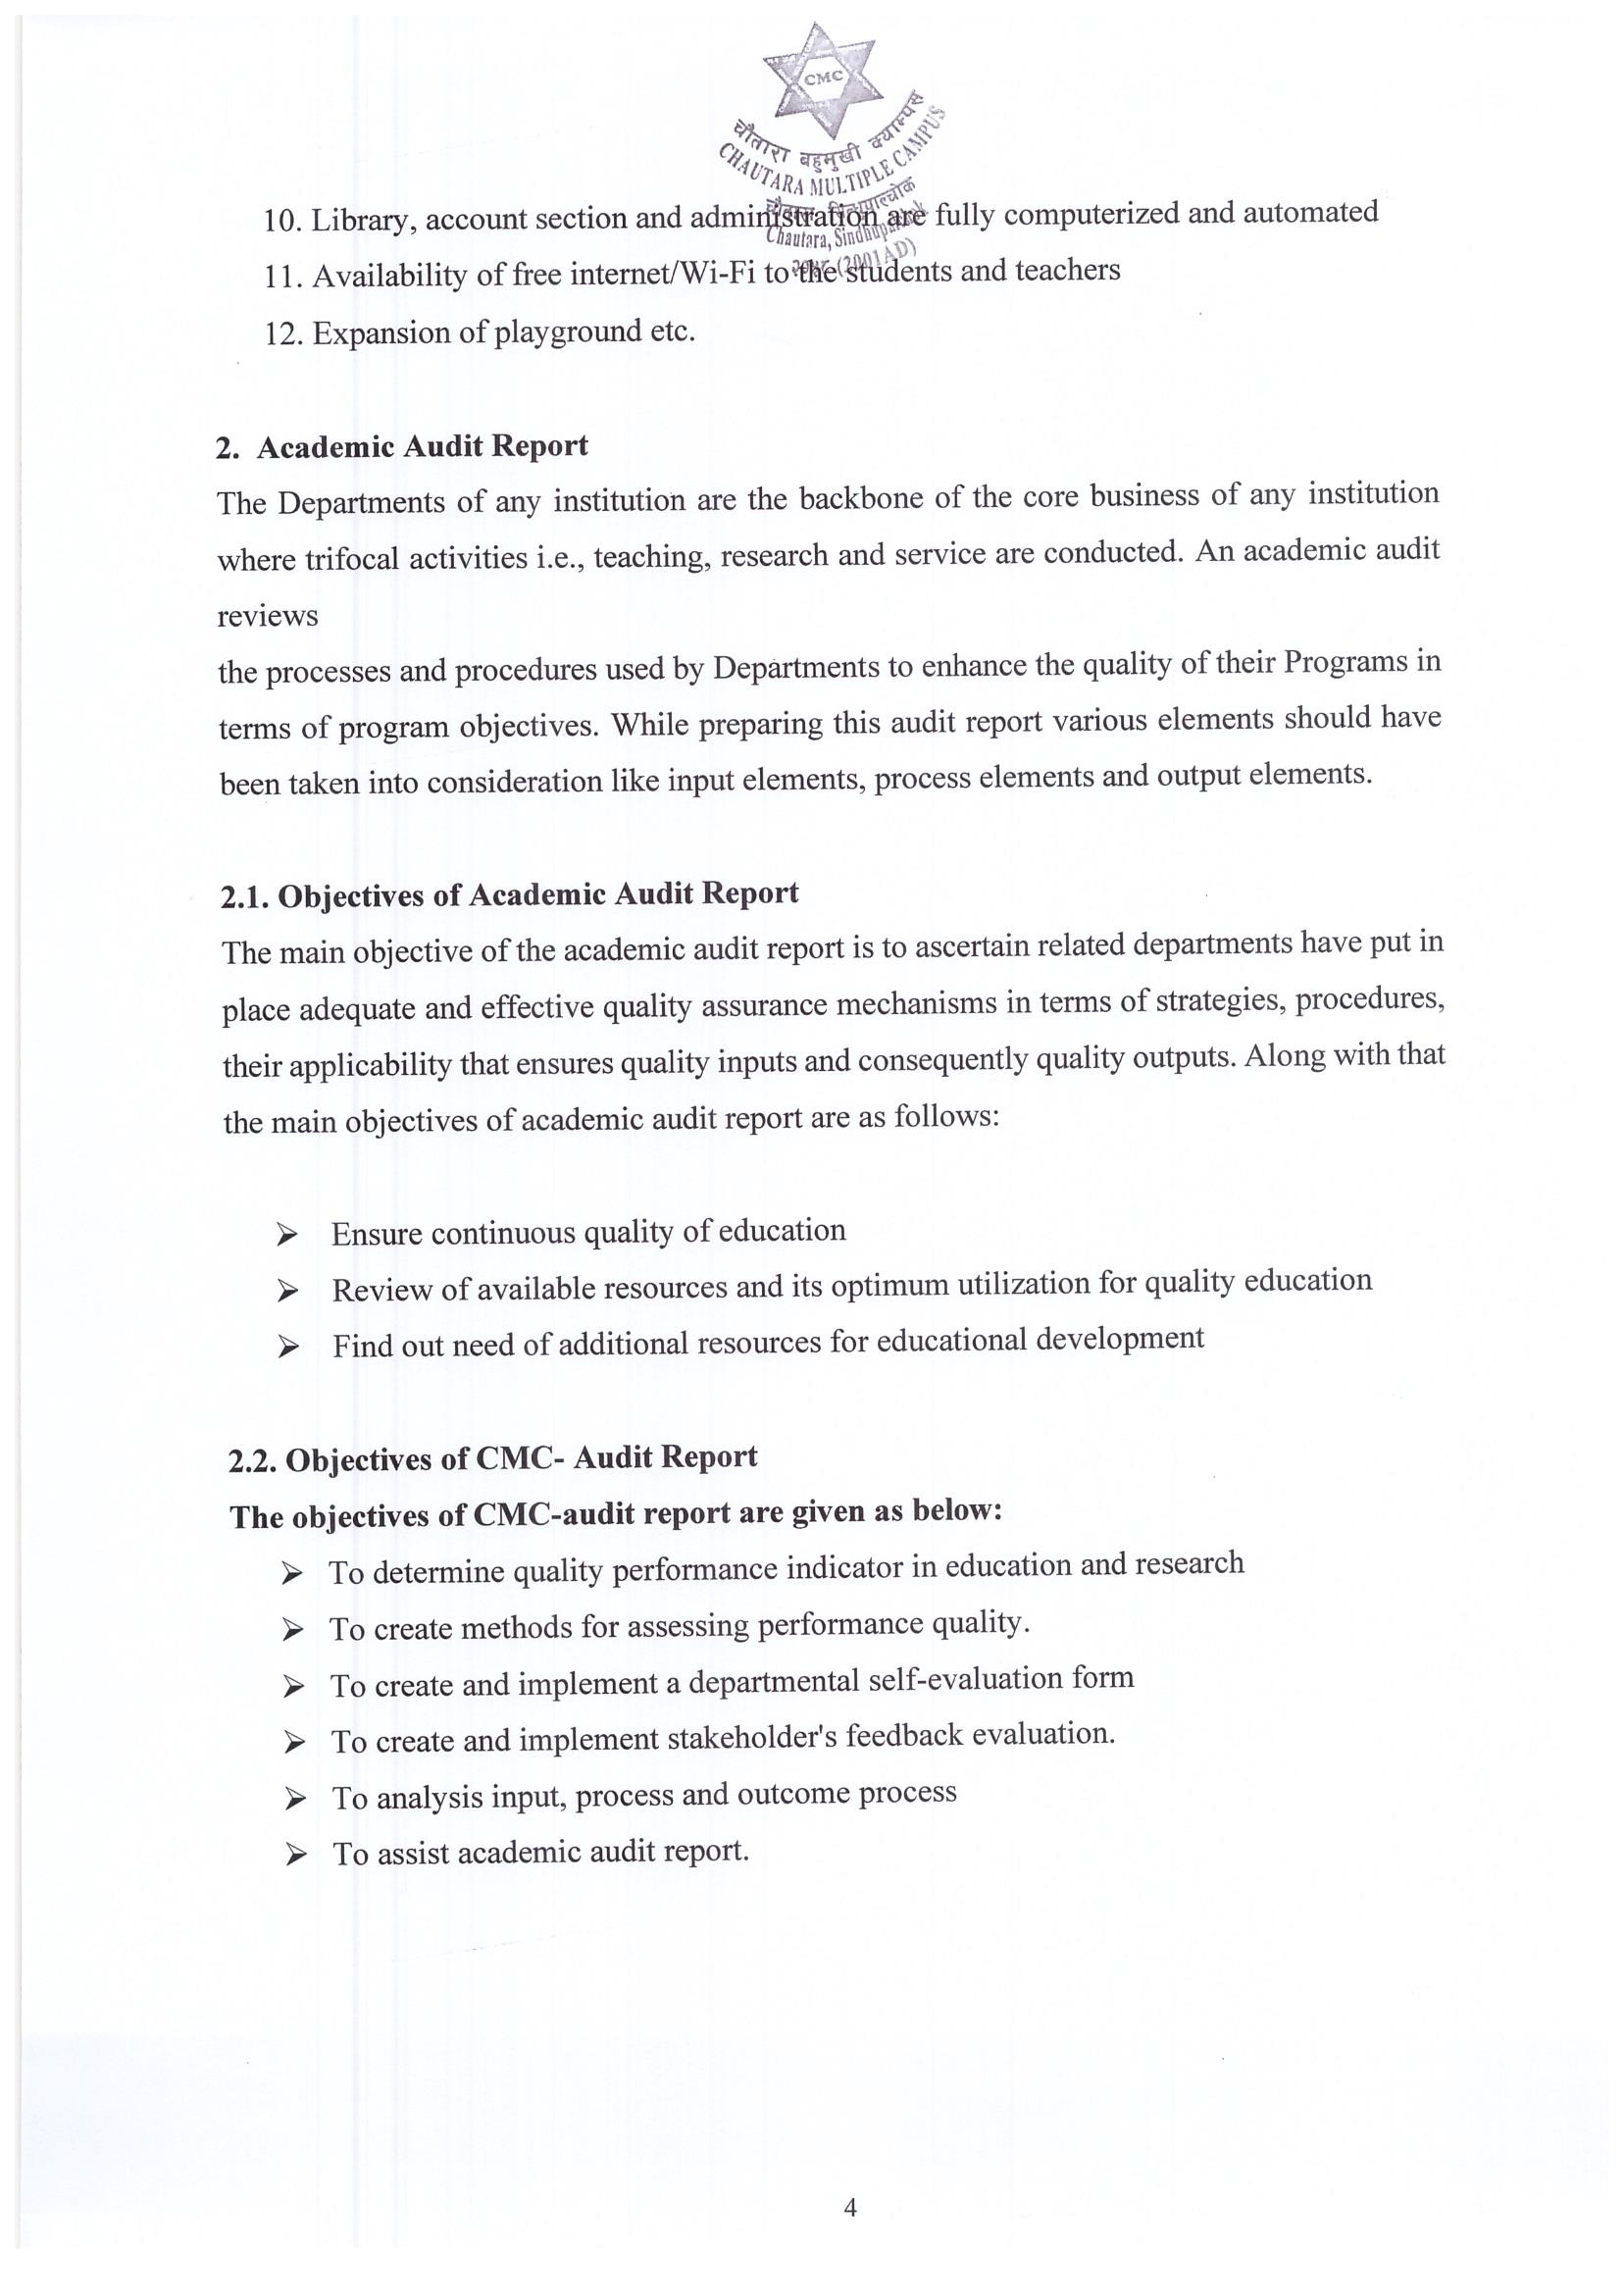 CMC
चौतारा बहुमुखी क्याम्पस
CHAUTARA MULTIPLE CAMPUS
Chautara, Sindhupalchok
(2001AD)
10. Library, account section and administration are fully computerized and automated
11. Availability of free internet/Wi-Fi to the students and teachers
12. Expansion of playground etc.
2. Academic Audit Report
The Departments of any institution are the backbone of the core business of any institution
where trifocal activities i.e., teaching, research and service are conducted. An academic audit
reviews
the processes and procedures used by Departments to enhance the quality of their Programs in
terms of program objectives. While preparing this audit report various elements should have
been taken into consideration like input elements, process elements and output elements.
2.1. Objectives of Academic Audit Report
The main objective of the academic audit report is to ascertain related departments have put in
place adequate and effective quality assurance mechanisms in terms of strategies, procedures,
their applicability that ensures quality inputs and consequently quality outputs. Along with that
the main objectives of academic audit report are as follows:
➢ Ensure continuous quality of education
➢ Review of available resources and its optimum utilization for quality education
➢ Find out need of additional resources for educational development
2.2. Objectives of CMC- Audit Report
The objectives of CMC-audit report are given as below:
➢ To determine quality performance indicator in education and research
➢ To create methods for assessing performance quality.
➢ To create and implement a departmental self-evaluation form
➢ To create and implement stakeholder's feedback evaluation.
➢ To analysis input, process and outcome process
➢ To assist academic audit report.
4